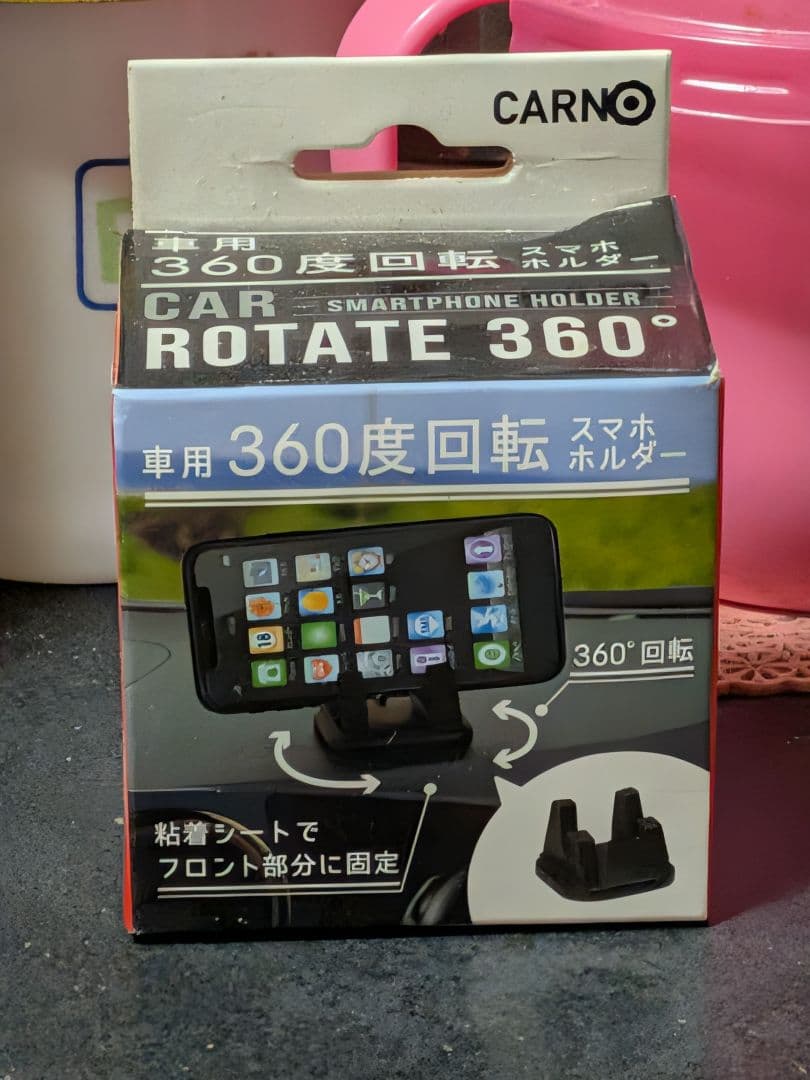 CARNO
車用
360度回転 スマホ
ホルダー
CAR SMARTPHONE HOLDER
ROTATE 360°
車用 360度回転 スマホ
ホルダー
18
360°回転
粘着シートで
フロント部分に固定